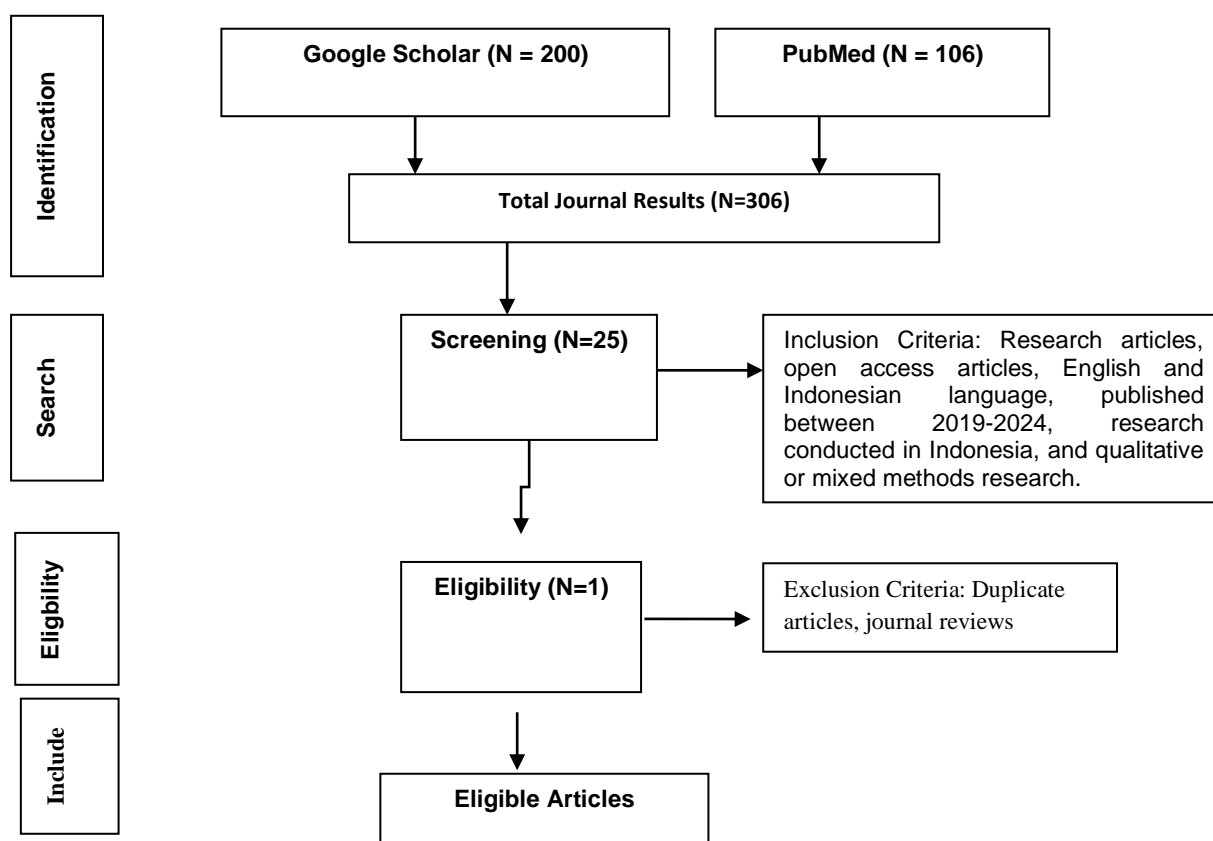 Identification
Google Scholar (N = 200)
PubMed (N = 106)
Total Journal Results (N=306)
Search
Screening (N=25)
Inclusion Criteria: Research articles,
open access articles, English and
Indonesian language, published
between 2019-2024, research
conducted in Indonesia, and qualitative
or mixed methods research.
Eligbility
Eligibility (N=1)
Exclusion Criteria: Duplicate
articles, journal reviews
Include
Eligible Articles